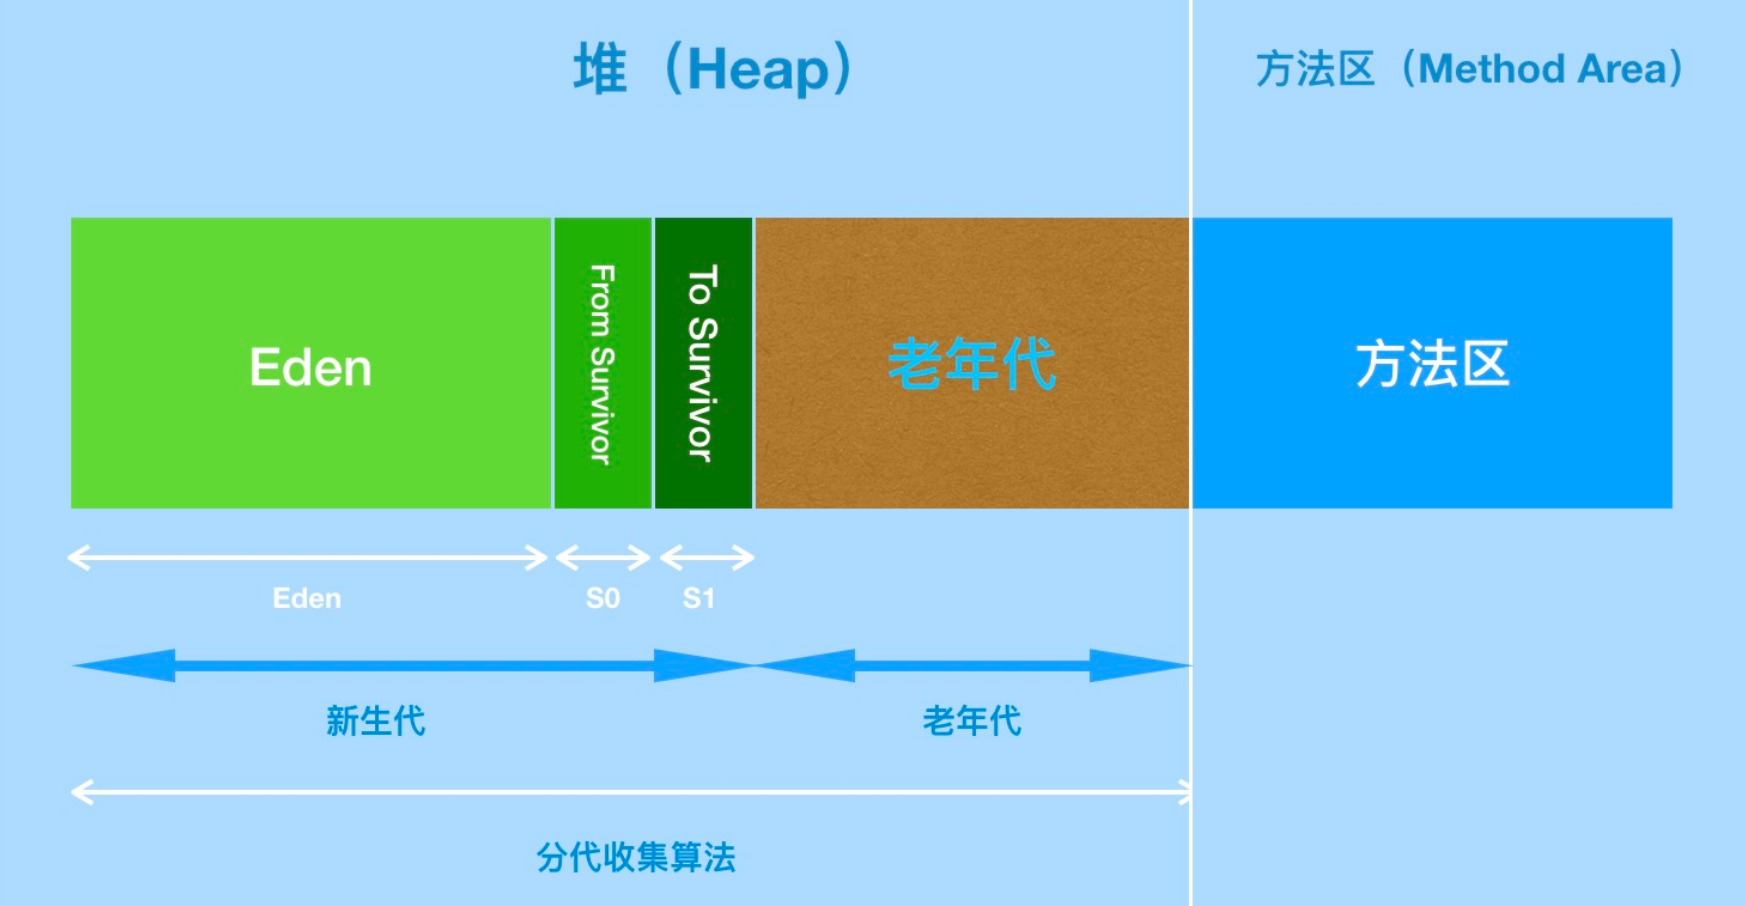 堆（Heap）
方法区（Method Area）
Eden
From Survivor
To Survivor
老年代
方法区
Eden
S0
S1
新生代
老年代
分代收集算法